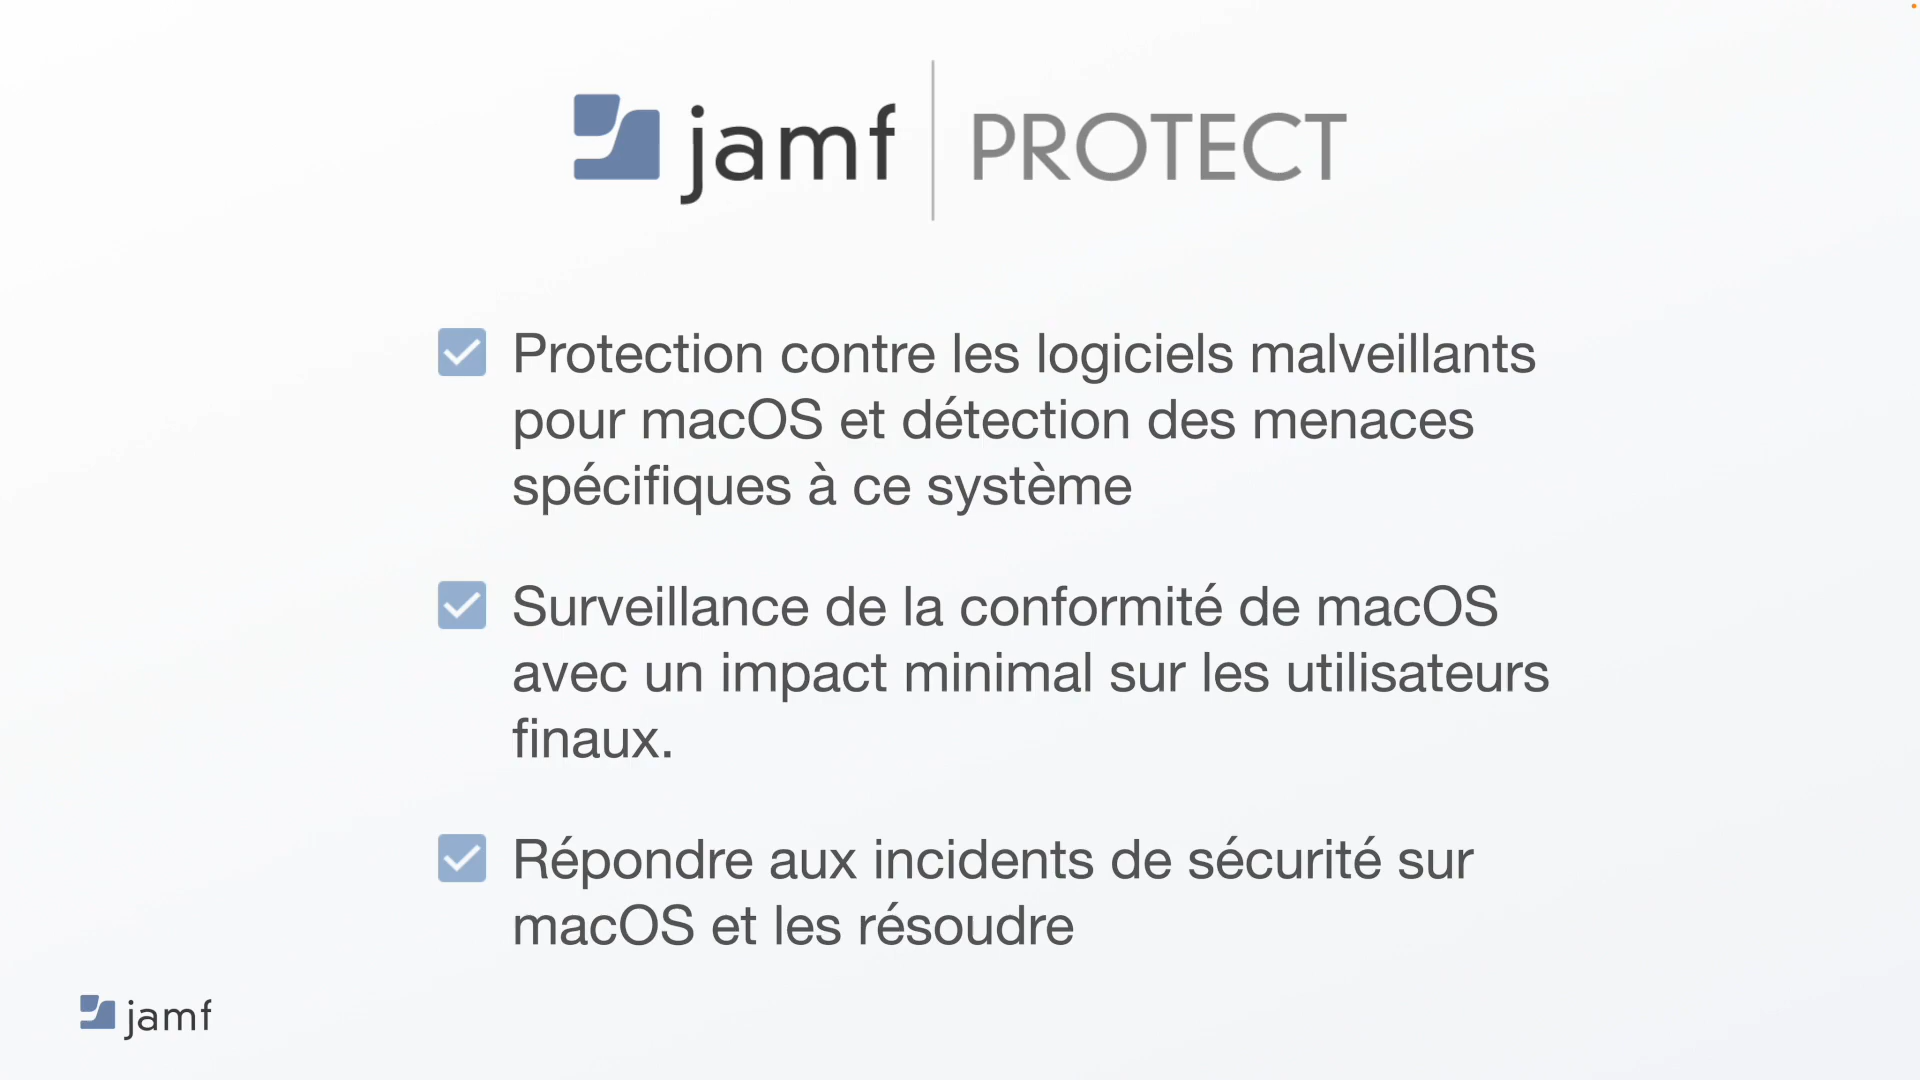 jamf PROTECT
Protection contre les logiciels malveillants
pour macOS et détection des menaces
spécifiques à ce système
Surveillance de la conformité de macOS
avec un impact minimal sur les utilisateurs
finaux.
Répondre aux incidents de sécurité sur
macOS et les résoudre
jamf